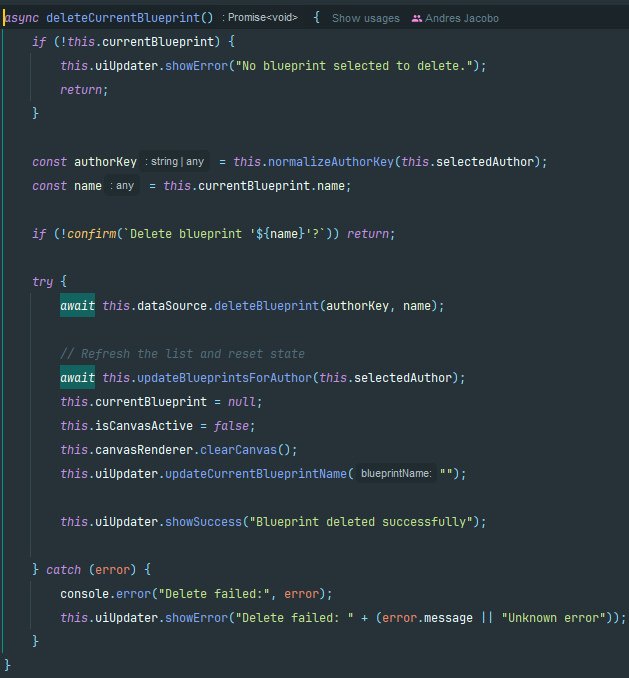 async deleteCurrentBlueprint() : Promise<void> { Show usages Andres Jacobo
if (!this.currentBlueprint) {
this.uiUpdater.showError("No blueprint selected to delete.");
return;
}
const authorKey : string | any = this.normalizeAuthorKey(this.selectedAuthor);
const name : any = this.currentBlueprint.name;
if (!confirm(`Delete blueprint '${name}'?`)) return;
try {
await this.dataSource.deleteBlueprint(authorKey, name);
// Refresh the list and reset state
await this.updateBlueprintsForAuthor(this.selectedAuthor);
this.currentBlueprint = null;
this.isCanvasActive = false;
this.canvasRenderer.clearCanvas();
this.uiUpdater.updateCurrentBlueprintName( blueprintName: "");
this.uiUpdater.showSuccess("Blueprint deleted successfully");
} catch (error) {
console.error("Delete failed:", error);
this.uiUpdater.showError("Delete failed: " + (error.message || "Unknown error"));
}
}